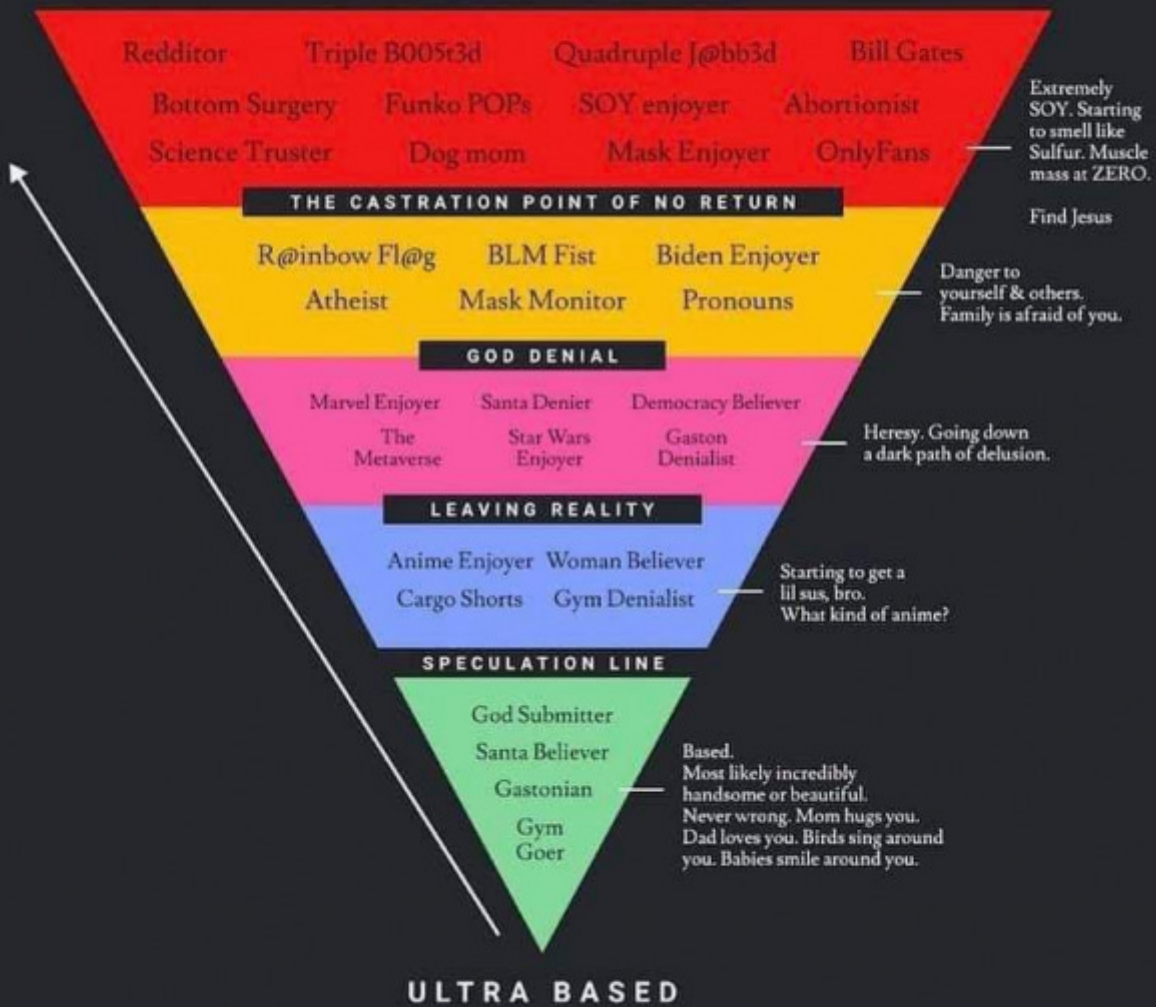 Redditor Triple B005t3d Quadruple J@bb3d Bill Gates
Bottom Surgery Funko POPs SOY enjoyer Abortionist
Science Truster Dog mom Mask Enjoyer OnlyFans
Extremely
SOY. Starting
to smell like
Sulfur. Muscle
mass at ZERO.
Find Jesus
THE CASTRATION POINT OF NO RETURN
R@inbow Fl@g BLM Fist Biden Enjoyer
Atheist Mask Monitor Pronouns
Danger to
yourself & others.
Family is afraid of you.
GOD DENIAL
Marvel Enjoyer Santa Denier Democracy Believer
The Metaverse
Star Wars Enjoyer
Gaston Denialist
Heresy. Going down
a dark path of delusion.
LEAVING REALITY
Anime Enjoyer Woman Believer
Cargo Shorts Gym Denialist
Starting to get a
lil sus, bro.
What kind of anime?
SPECULATION LINE
God Submitter
Santa Believer
Gastonian
Gym
Goer
Based.
Most likely incredibly
handsome or beautiful.
Never wrong. Mom hugs you.
Dad loves you. Birds sing around
you. Babies smile around you.
ULTRA BASED